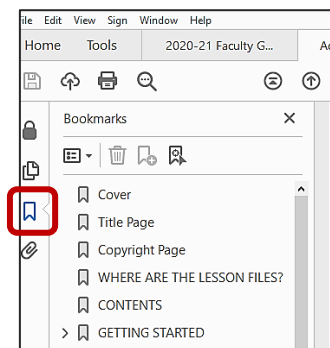 ile Edit View Sign Window Help
Home Tools 2020-21 Faculty G... Ac
Bookmarks
Cover
Title Page
Copyright Page
WHERE ARE THE LESSON FILES?
CONTENTS
GETTING STARTED